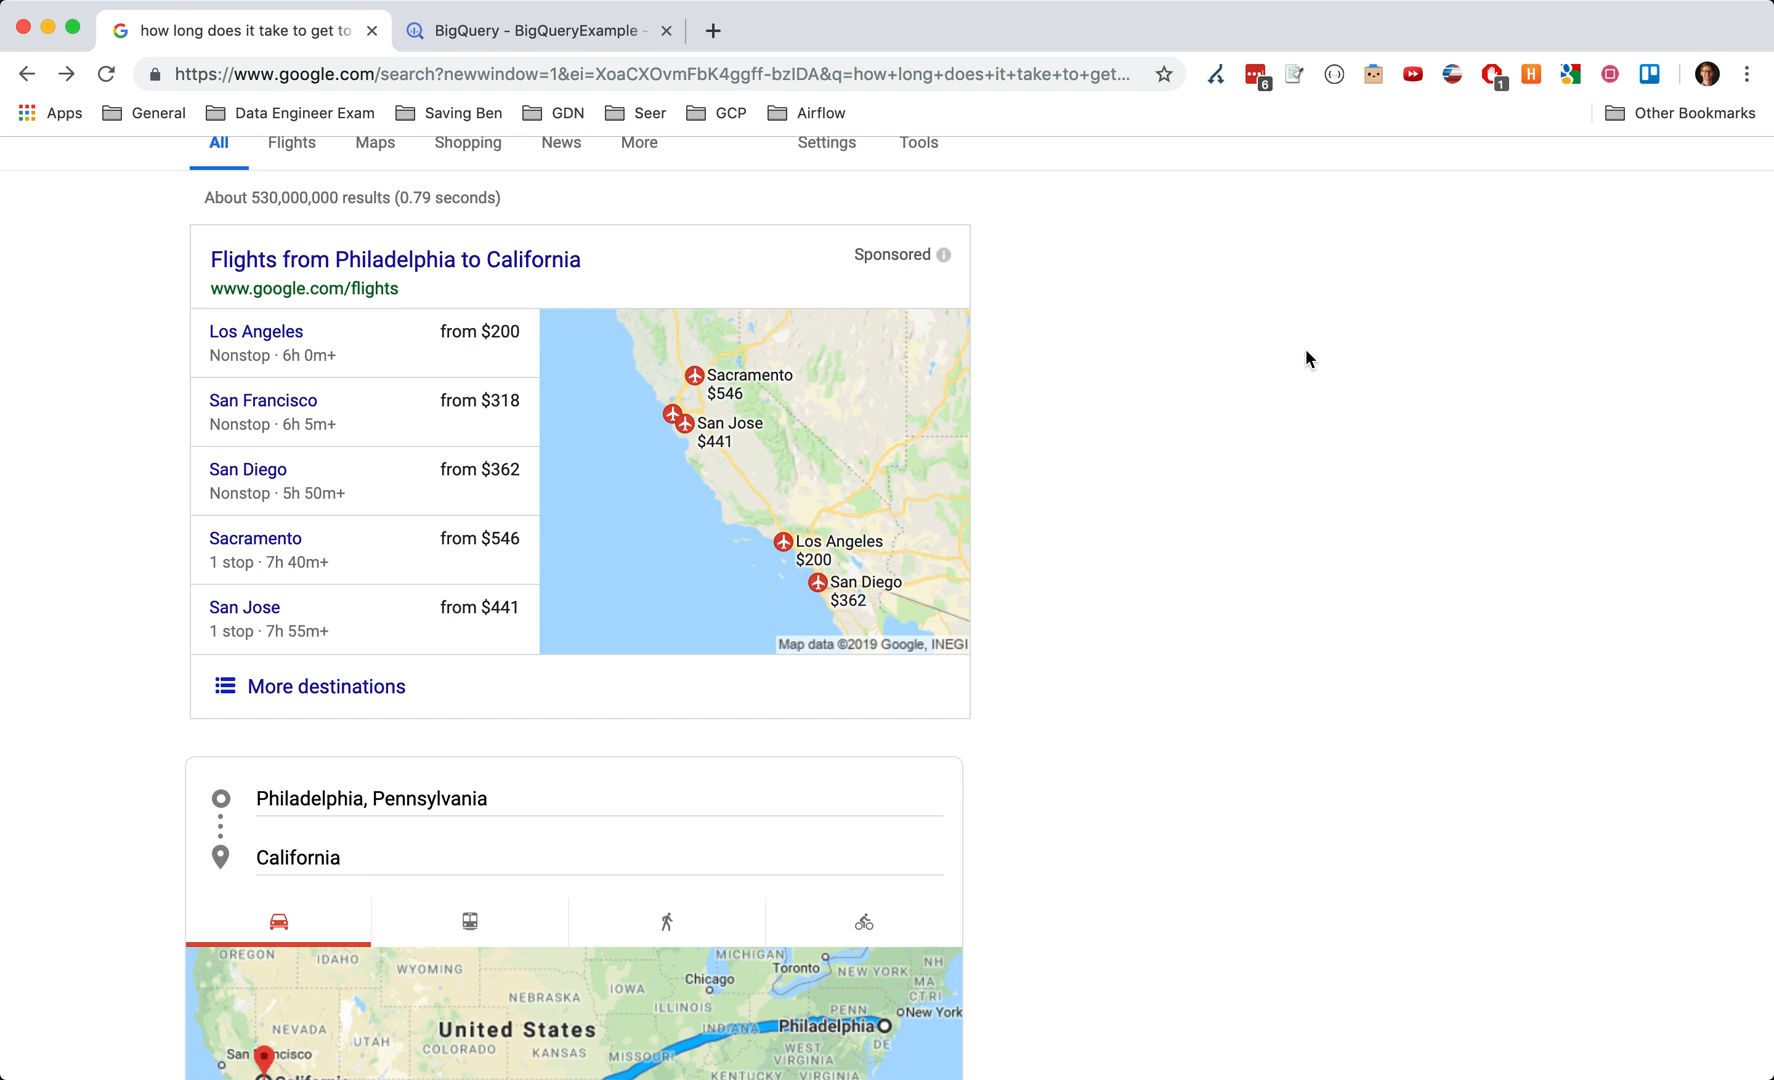 how long does it take to get to
BigQuery - BigQueryExample -
https://www.google.com/search?newwindow=1&ei=XoaCXOvmFbK4ggff-bzIDA&q=how+long+does+it+take+to+get...
6
1
H
Apps
General
Data Engineer Exam
Saving Ben
GDN
Seer
GCP
Airflow
Other Bookmarks
All
Flights
Maps
Shopping
News
More
Settings
Tools
About 530,000,000 results (0.79 seconds)
Flights from Philadelphia to California
Sponsored
www.google.com/flights
Los Angeles from $200
Nonstop · 6h 0m+
San Francisco from $318
Nonstop · 6h 5m+
San Diego from $362
Nonstop · 5h 50m+
Sacramento from $546
1 stop · 7h 40m+
San Jose from $441
1 stop · 7h 55m+
Sacramento
$546
San Jose
$441
Los Angeles
$200
San Diego
$362
Map data ©2019 Google, INEGI
More destinations
Philadelphia, Pennsylvania
California
OREGON
IDAHO
WYOMING
NEBRASKA
IOWA
Chicago
MICHIGAN
Toronto
NEW YORK
NH
MA
CT RI
ILLINOIS
INDIANA
PENN
Philadelphia
New York
NEVADA
UTAH
United States
COLORADO
KANSAS
MISSOURI
WEST
VIRGINIA
DE
KENTUCKY
VIRGINIA
San
ncisco
California